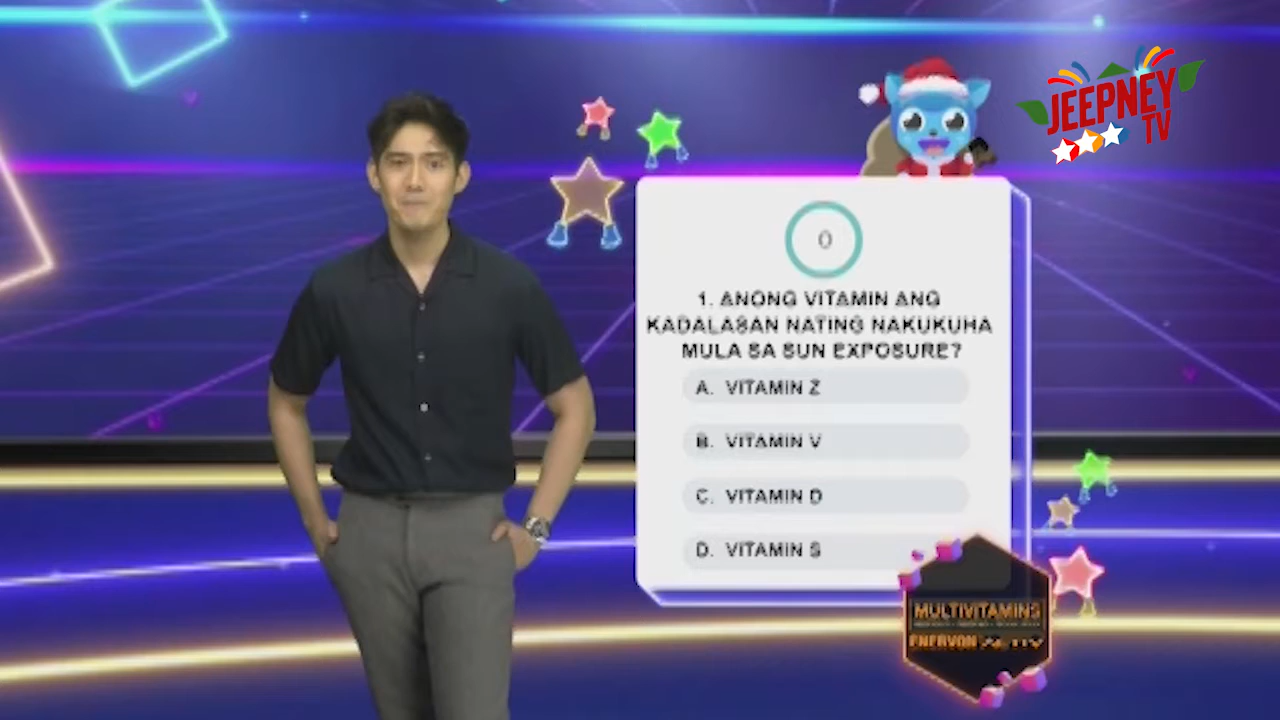 JEEPNEY
TV
0
1. ANONG VITAMIN ANG
KADALASAN NATING NAKUKUHA
MULA SA SUN EXPOSURE?
A. VITAMIN Z
B. VITAMIN V
C. VITAMIN D
D. VITAMIN S
MULTIVITAMINS
ENERVON